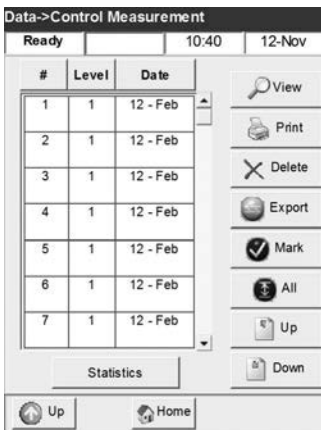 Data->Control Measurement
Ready 10:40 12-Nov
# Level Date
1 1 12 - Feb
2 1 12 - Feb
3 1 12 - Feb
4 1 12 - Feb
5 1 12 - Feb
6 1 12 - Feb
7 1 12 - Feb
View
Print
Delete
Export
Mark
All
Up
Down
Statistics
Up Home